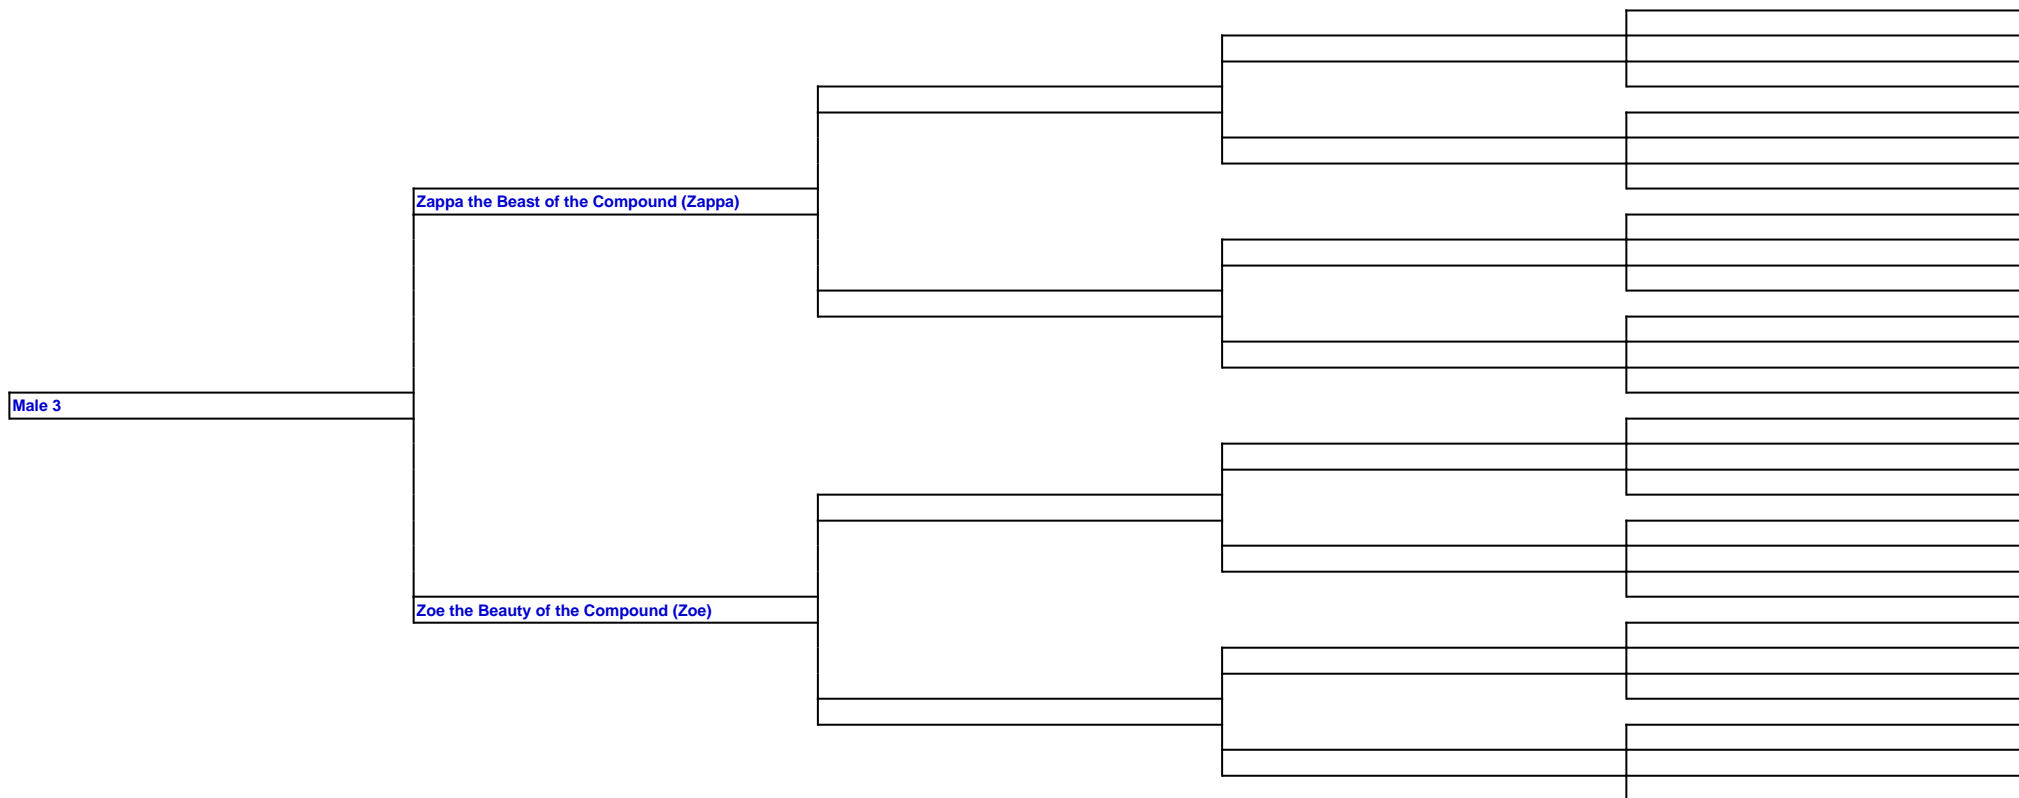 Zappa the Beast of the Compound (Zappa)
Male 3
Zoe the Beauty of the Compound (Zoe)